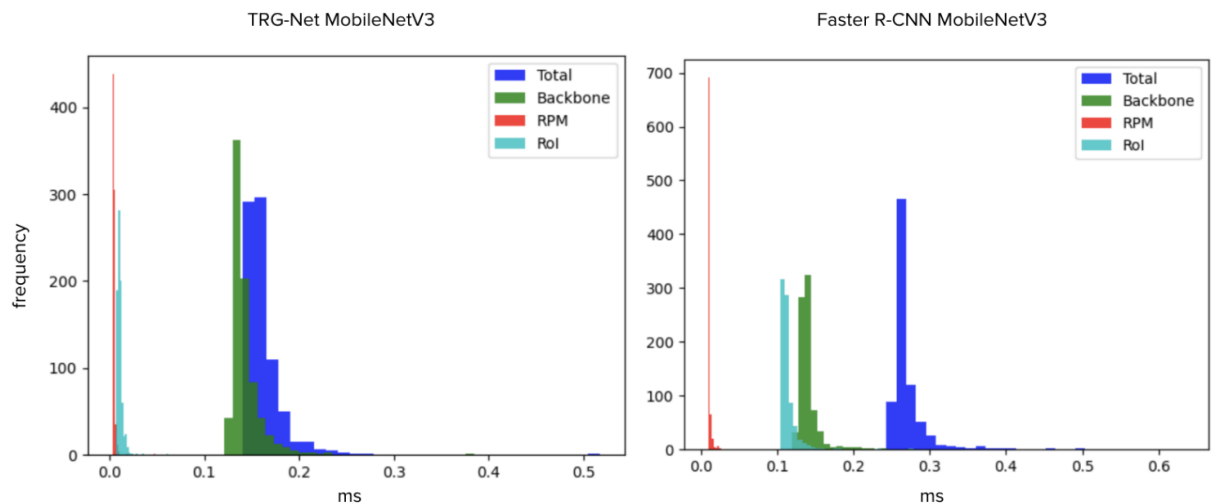 TRG-Net MobileNetV3
Faster R-CNN MobileNetV3
Total
Backbone
RPM
RoI
400
300
200
100
0
0.0 0.1 0.2 0.3 0.4 0.5
ms
frequency
Total
Backbone
RPM
RoI
700
600
500
400
300
200
100
0
0.0 0.1 0.2 0.3 0.4 0.5 0.6
ms